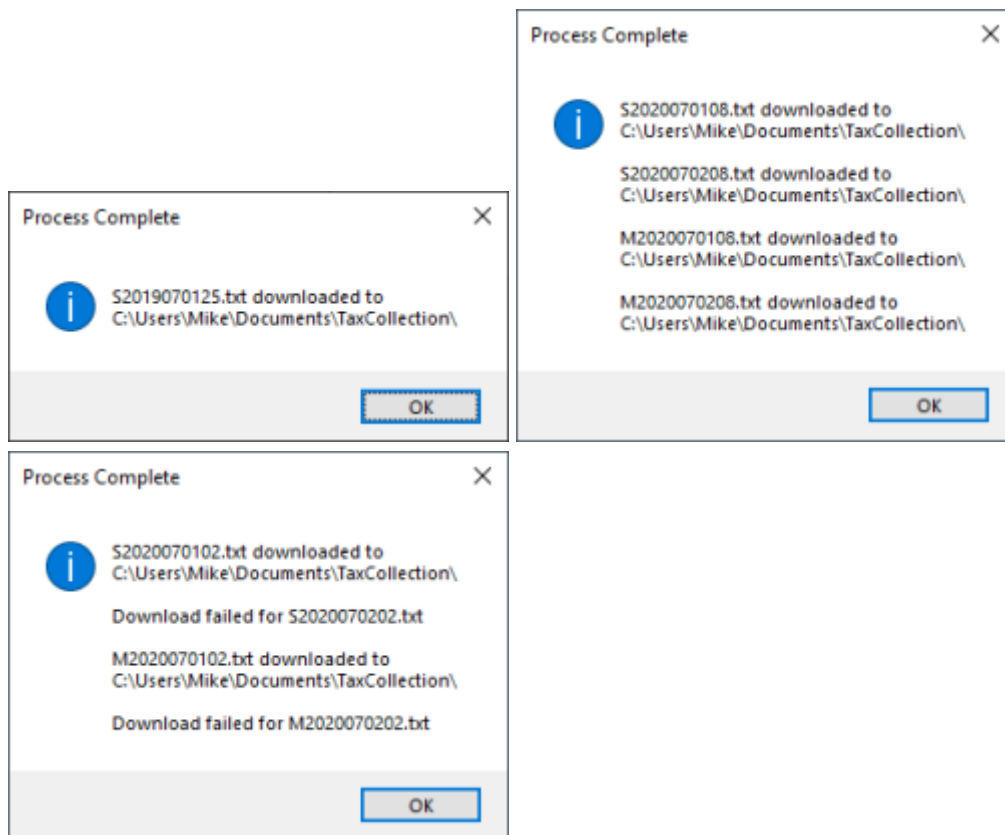 Process Complete
S2019070125.txt downloaded to
C:\Users\Mike\Documents\TaxCollection\
OK
Process Complete
S2020070108.txt downloaded to
C:\Users\Mike\Documents\TaxCollection\
S2020070208.txt downloaded to
C:\Users\Mike\Documents\TaxCollection\
M2020070108.txt downloaded to
C:\Users\Mike\Documents\TaxCollection\
M2020070208.txt downloaded to
C:\Users\Mike\Documents\TaxCollection\
OK
Process Complete
S2020070102.txt downloaded to
C:\Users\Mike\Documents\TaxCollection\
Download failed for S2020070202.txt
M2020070102.txt downloaded to
C:\Users\Mike\Documents\TaxCollection\
Download failed for M2020070202.txt
OK